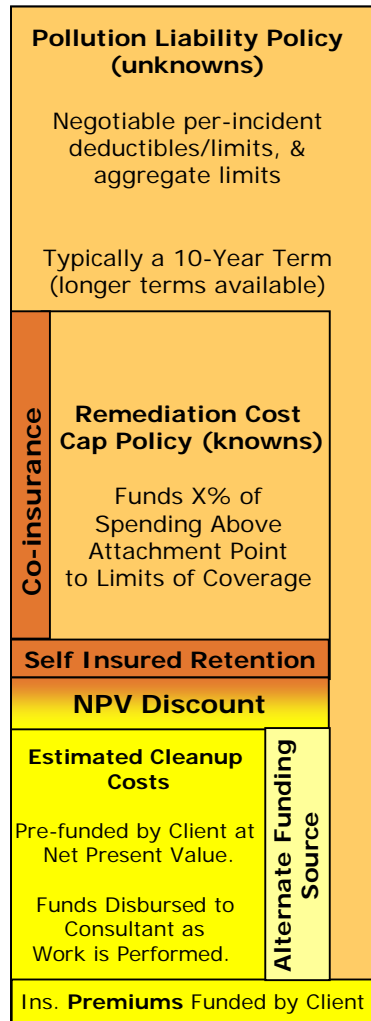 Pollution Liability Policy
(unknowns)
Negotiable per-incident
deductibles/limits, &
aggregate limits
Typically a 10-Year Term
(longer terms available)
Co-insurance
Remediation Cost
Cap Policy (knowns)
Funds X% of
Spending Above
Attachment Point
to Limits of Coverage
Self Insured Retention
NPV Discount
Estimated Cleanup
Costs
Pre-funded by Client at
Net Present Value.
Funds Disbursed to
Consultant as
Work is Performed.
Alternate Funding
Source
Ins. Premiums Funded by Client